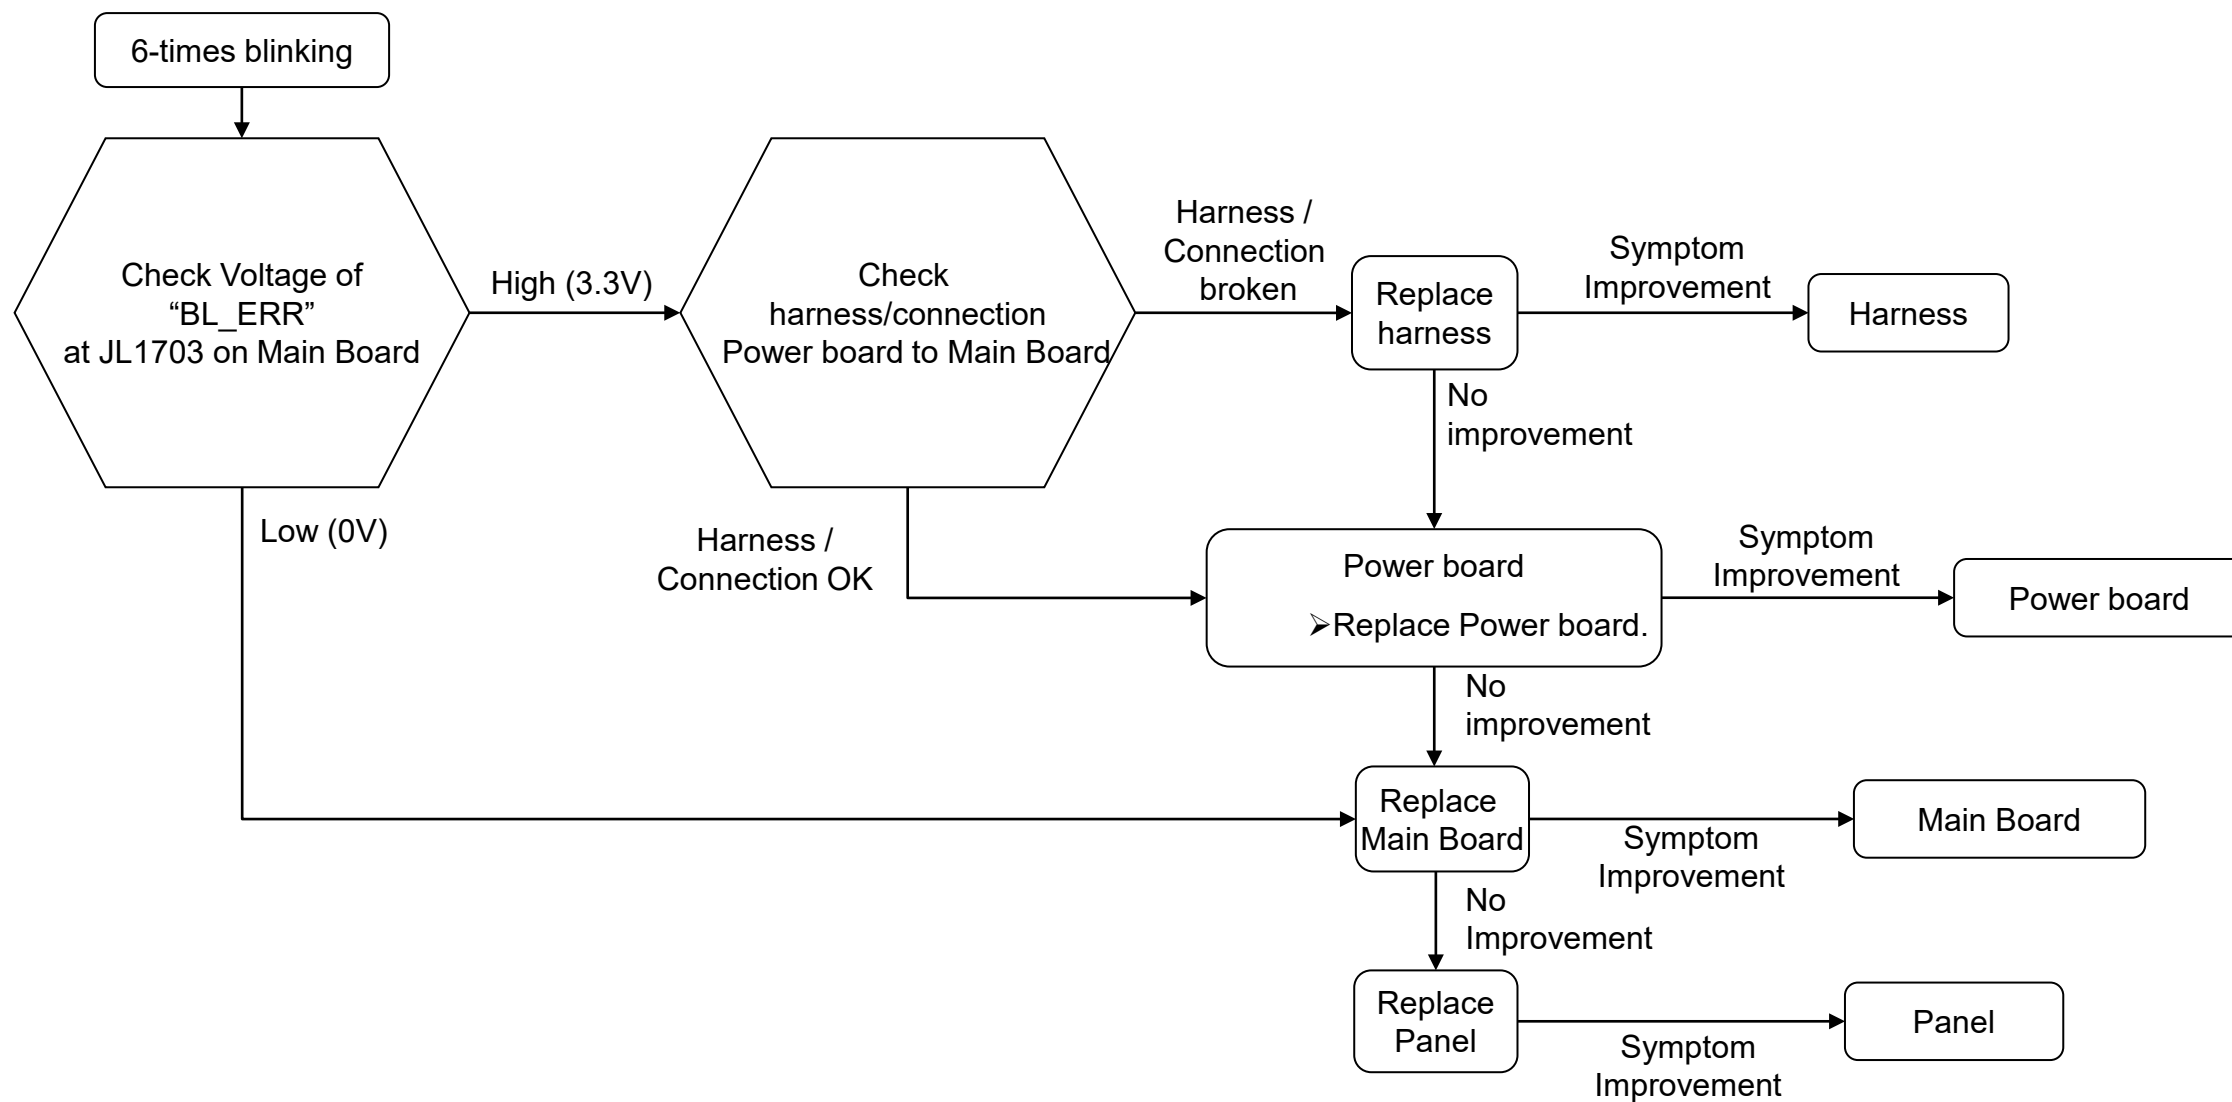 6-times blinking
Check Voltage of
“BL_ERR”
at JL1703 on Main Board
High (3.3V)
Low (0V)
Check
harness/connection
Power board to Main Board
Harness /
Connection
broken
Harness /
Connection OK
Replace
harness
Symptom
Improvement
Harness
No
improvement
Power board
➢Replace Power board.
Symptom
Improvement
Power board
No
improvement
Replace
Main Board
Symptom
Improvement
Main Board
No
Improvement
Replace
Panel
Symptom
Improvement
Panel